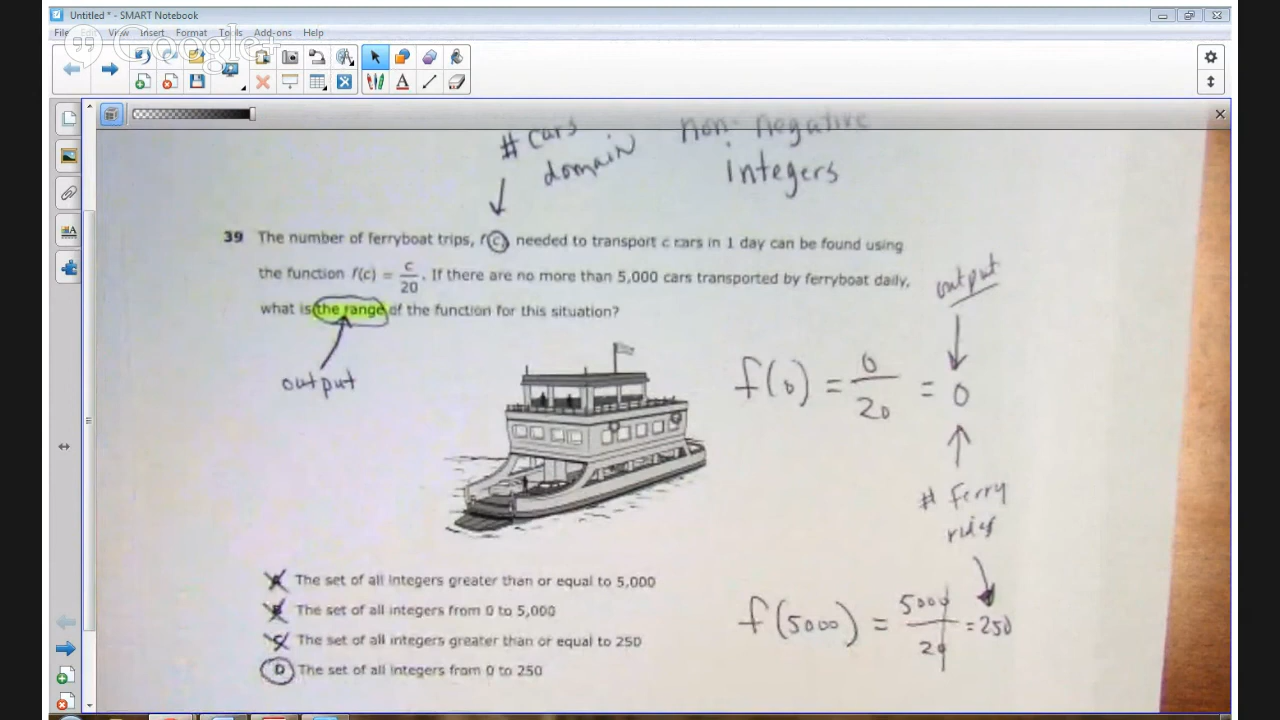 Untitled * - SMART Notebook
File Edit View Insert Format Tools Add-ons Help
Google+
# cars
domain
non-negative
integers
39 The number of ferryboat trips, f(c), needed to transport c cars in 1 day can be found using
the function f(c) = c/20. If there are no more than 5,000 cars transported by ferryboat daily,
what is the range of the function for this situation?
output
output
f(0) = 0/20 = 0
# ferry
rides
A The set of all integers greater than or equal to 5,000
B The set of all integers from 0 to 5,000
C The set of all integers greater than or equal to 250
D The set of all integers from 0 to 250
f(5000) = 5000/20 = 250